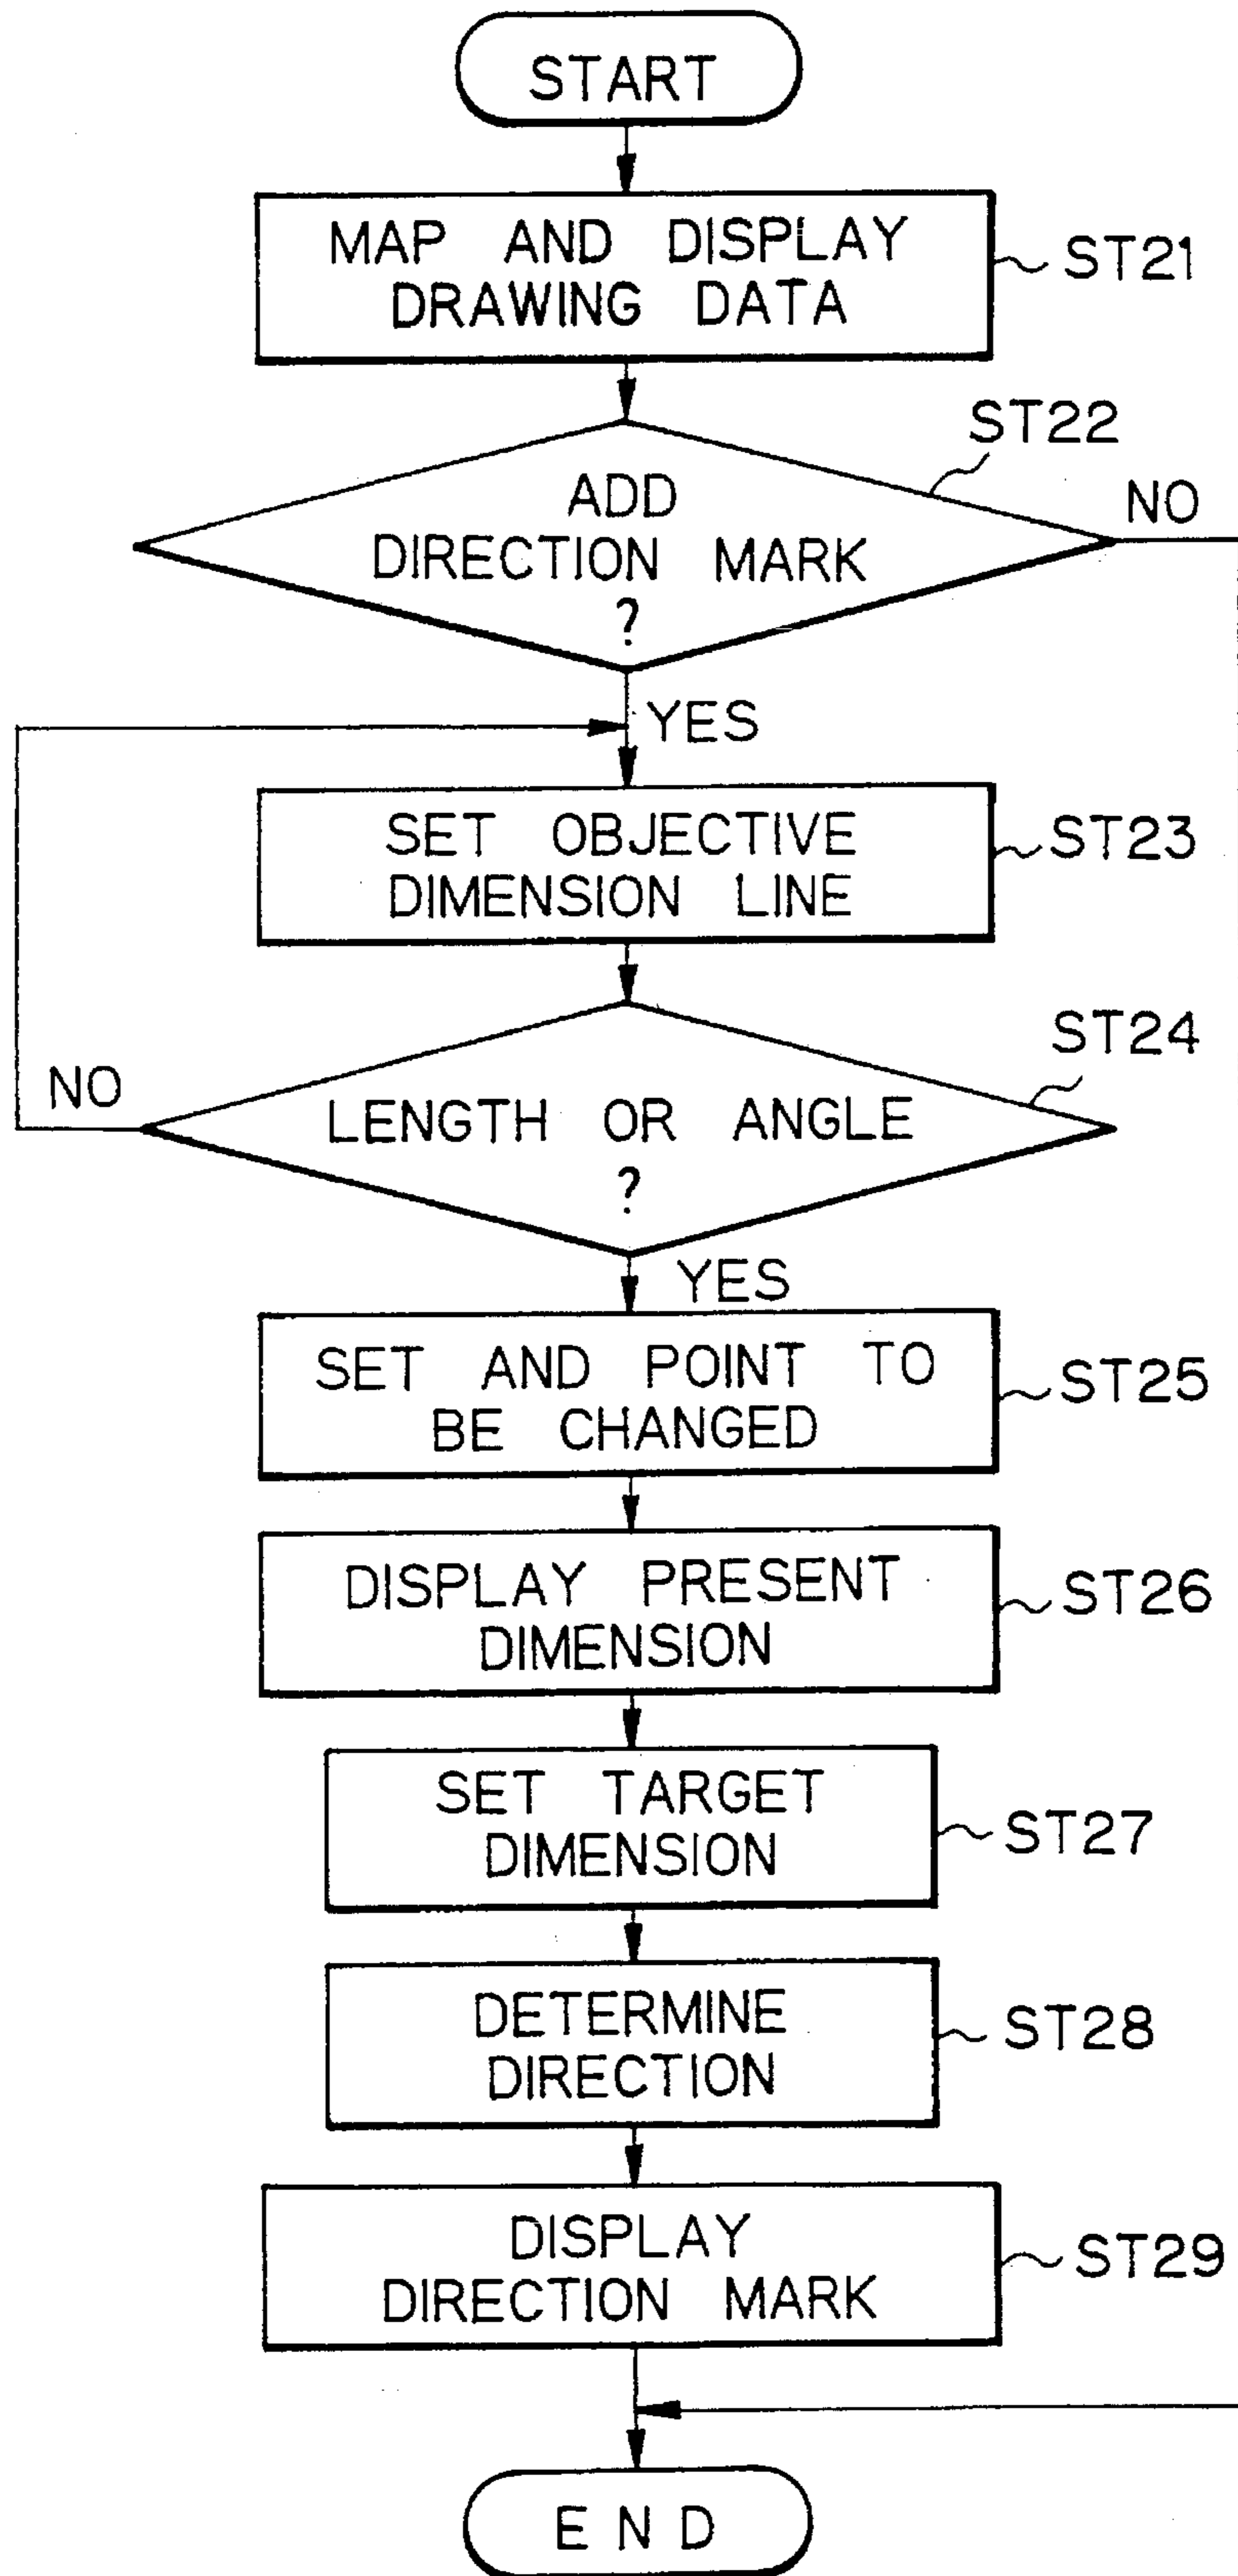 START
MAP AND DISPLAY
DRAWING DATA
ST21
ST22
ADD
DIRECTION MARK
?
NO
YES
SET OBJECTIVE
DIMENSION LINE
ST23
ST24
NO
LENGTH OR ANGLE
?
YES
SET AND POINT TO
BE CHANGED
ST25
DISPLAY PRESENT
DIMENSION
ST26
SET TARGET
DIMENSION
ST27
DETERMINE
DIRECTION
ST28
DISPLAY
DIRECTION MARK
ST29
END